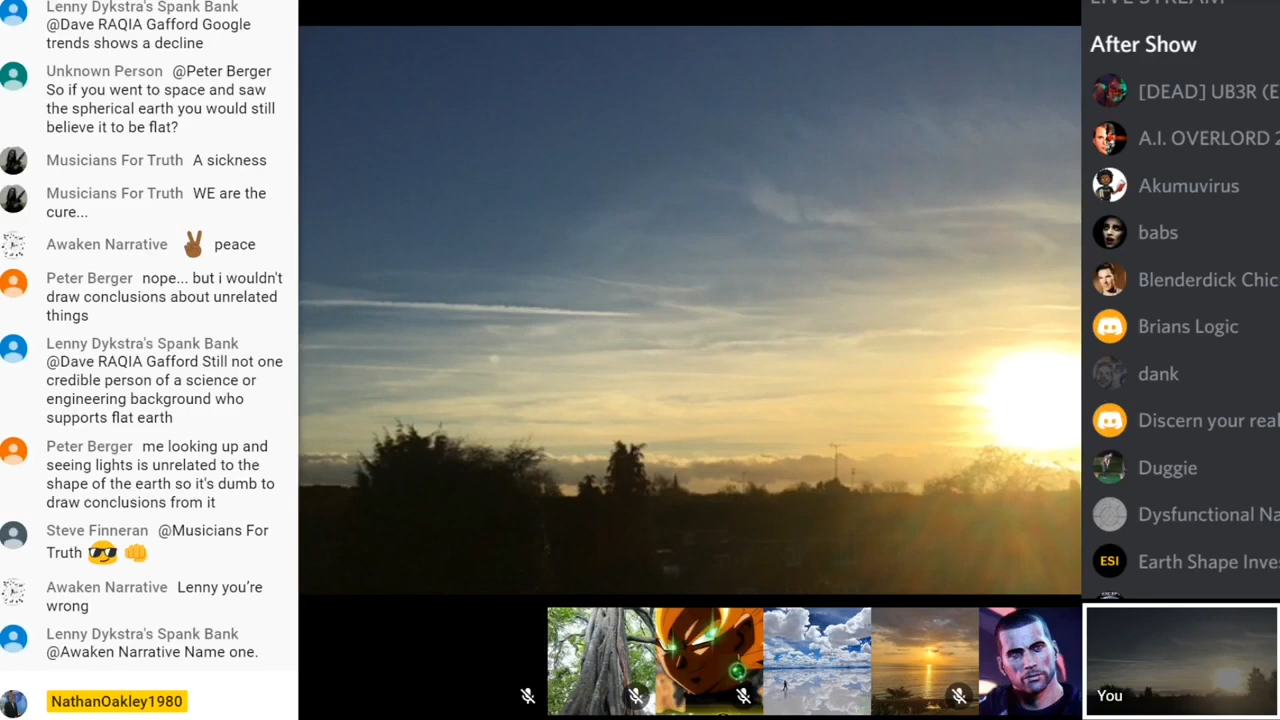 Lenny Dykstra's Spank Bank
@Dave RAQIA Gafford Google
trends shows a decline
Unknown Person @Peter Berger
So if you went to space and saw
the spherical earth you would still
believe it to be flat?
Musicians For Truth A sickness
Musicians For Truth WE are the
cure...
Awaken Narrative ✌🏾 peace
Peter Berger nope... but i wouldn't
draw conclusions about unrelated
things
Lenny Dykstra's Spank Bank
@Dave RAQIA Gafford Still not one
credible person of a science or
engineering background who
supports flat earth
Peter Berger me looking up and
seeing lights is unrelated to the
shape of the earth so it's dumb to
draw conclusions from it
Steve Finneran @Musicians For
Truth 😎 👊
Awaken Narrative Lenny you're
wrong
Lenny Dykstra's Spank Bank
@Awaken Narrative Name one.
NathanOakley1980
LIVE STREAM
After Show
[DEAD] UB3R (E
A.I. OVERLORD 2
Akumuvirus
babs
Blenderdick Chic
Brians Logic
dank
Discern your real
Duggie
Dysfunctional Na
ESI
Earth Shape Inve
You